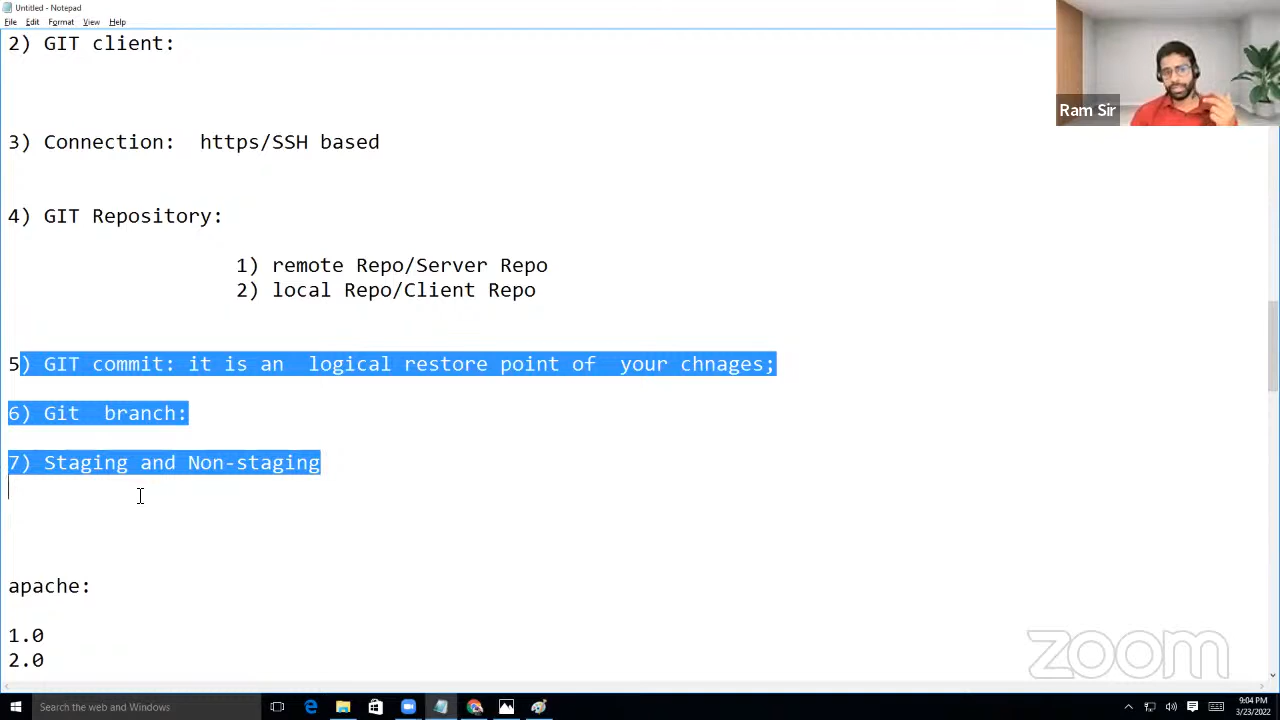 Untitled - Notepad
File Edit Format View Help
2) GIT client:
3) Connection:  https/SSH based
4) GIT Repository:
1) remote Repo/Server Repo
2) local Repo/Client Repo
5) GIT commit: it is an  logical restore point of  your chnages;
6) Git  branch:
7) Staging and Non-staging
apache:
1.0
2.0
Ram Sir
zoom
Search the web and Windows
9:04 PM
3/23/2022